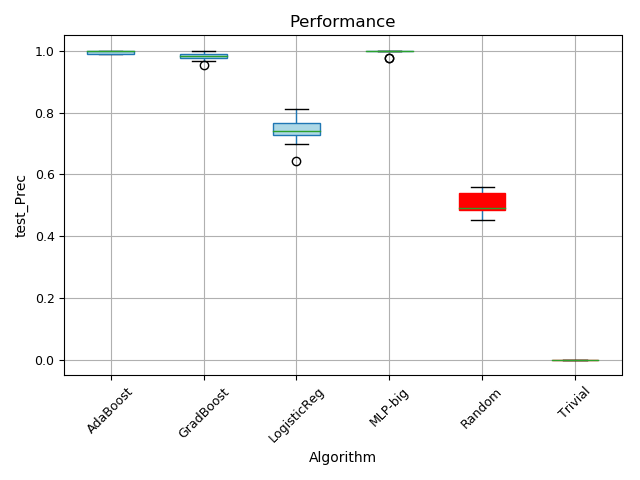 Performance
1.0
0.8
0.6
0.4
0.2
0.0
test_Prec
AdaBoost
GradBoost
LogisticReg
MLP-big
Random
Trivial
Algorithm